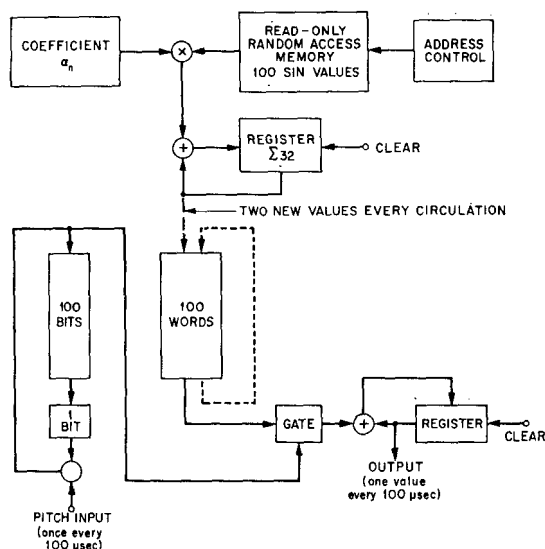 COEFFICIENT
αn
×
READ-ONLY
RANDOM ACCESS
MEMORY
100 SIN VALUES
ADDRESS
CONTROL
+
REGISTER
Σ32
CLEAR
TWO NEW VALUES EVERY CIRCULATION
100
BITS
100
WORDS
1
BIT
GATE
+
REGISTER
CLEAR
OUTPUT
(one value
every 100 μsec)
PITCH INPUT
(once every
100 μsec)